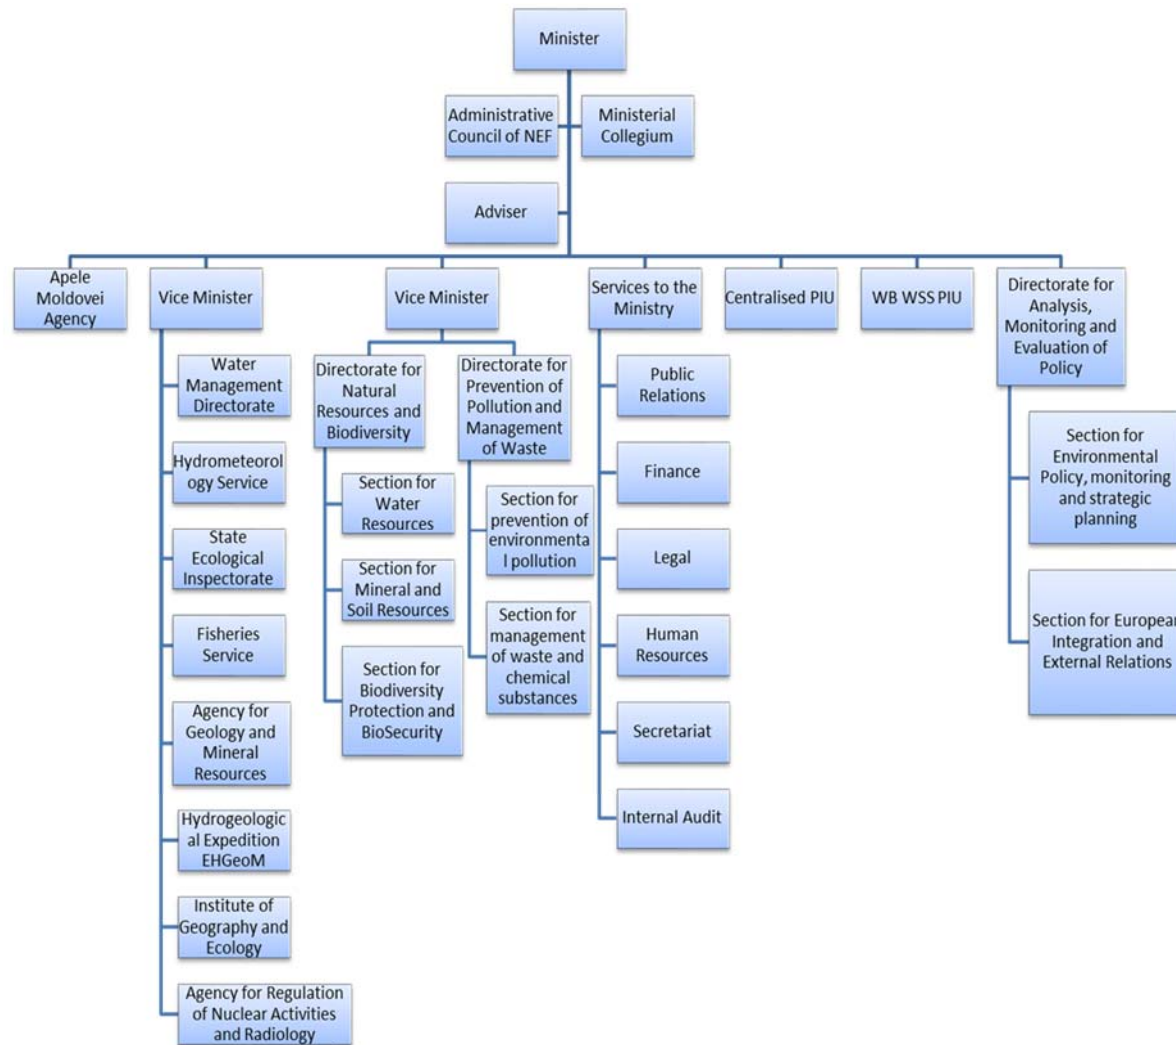 Minister
Administrative
Council of NEF
Ministerial
Collegium
Adviser
Apele
Moldovei
Agency
Vice Minister
Vice Minister
Services to the
Ministry
Centralised PIU
WB WSS PIU
Directorate for
Analysis,
Monitoring and
Evaluation of
Policy
Water
Management
Directorate
Hydrometeorol
ogy Service
State
Ecological
Inspectorate
Fisheries
Service
Agency for
Geology and
Mineral
Resources
Hydrogeologic
al Expedition
EHGeoM
Institute of
Geography and
Ecology
Agency for Regulation
of Nuclear Activities
and Radiology
Directorate for
Natural
Resources and
Biodiversity
Section for
Water
Resources
Section for
Mineral and
Soil Resources
Section for
Biodiversity
Protection and
BioSecurity
Directorate for
Prevention of
Pollution and
Management
of Waste
Section for
prevention of
environmenta
l pollution
Section for
management
of waste and
chemical
substances
Public
Relations
Finance
Legal
Human
Resources
Secretariat
Internal Audit
Section for
Environmental
Policy, monitoring
and strategic
planning
Section for European
Integration and
External Relations